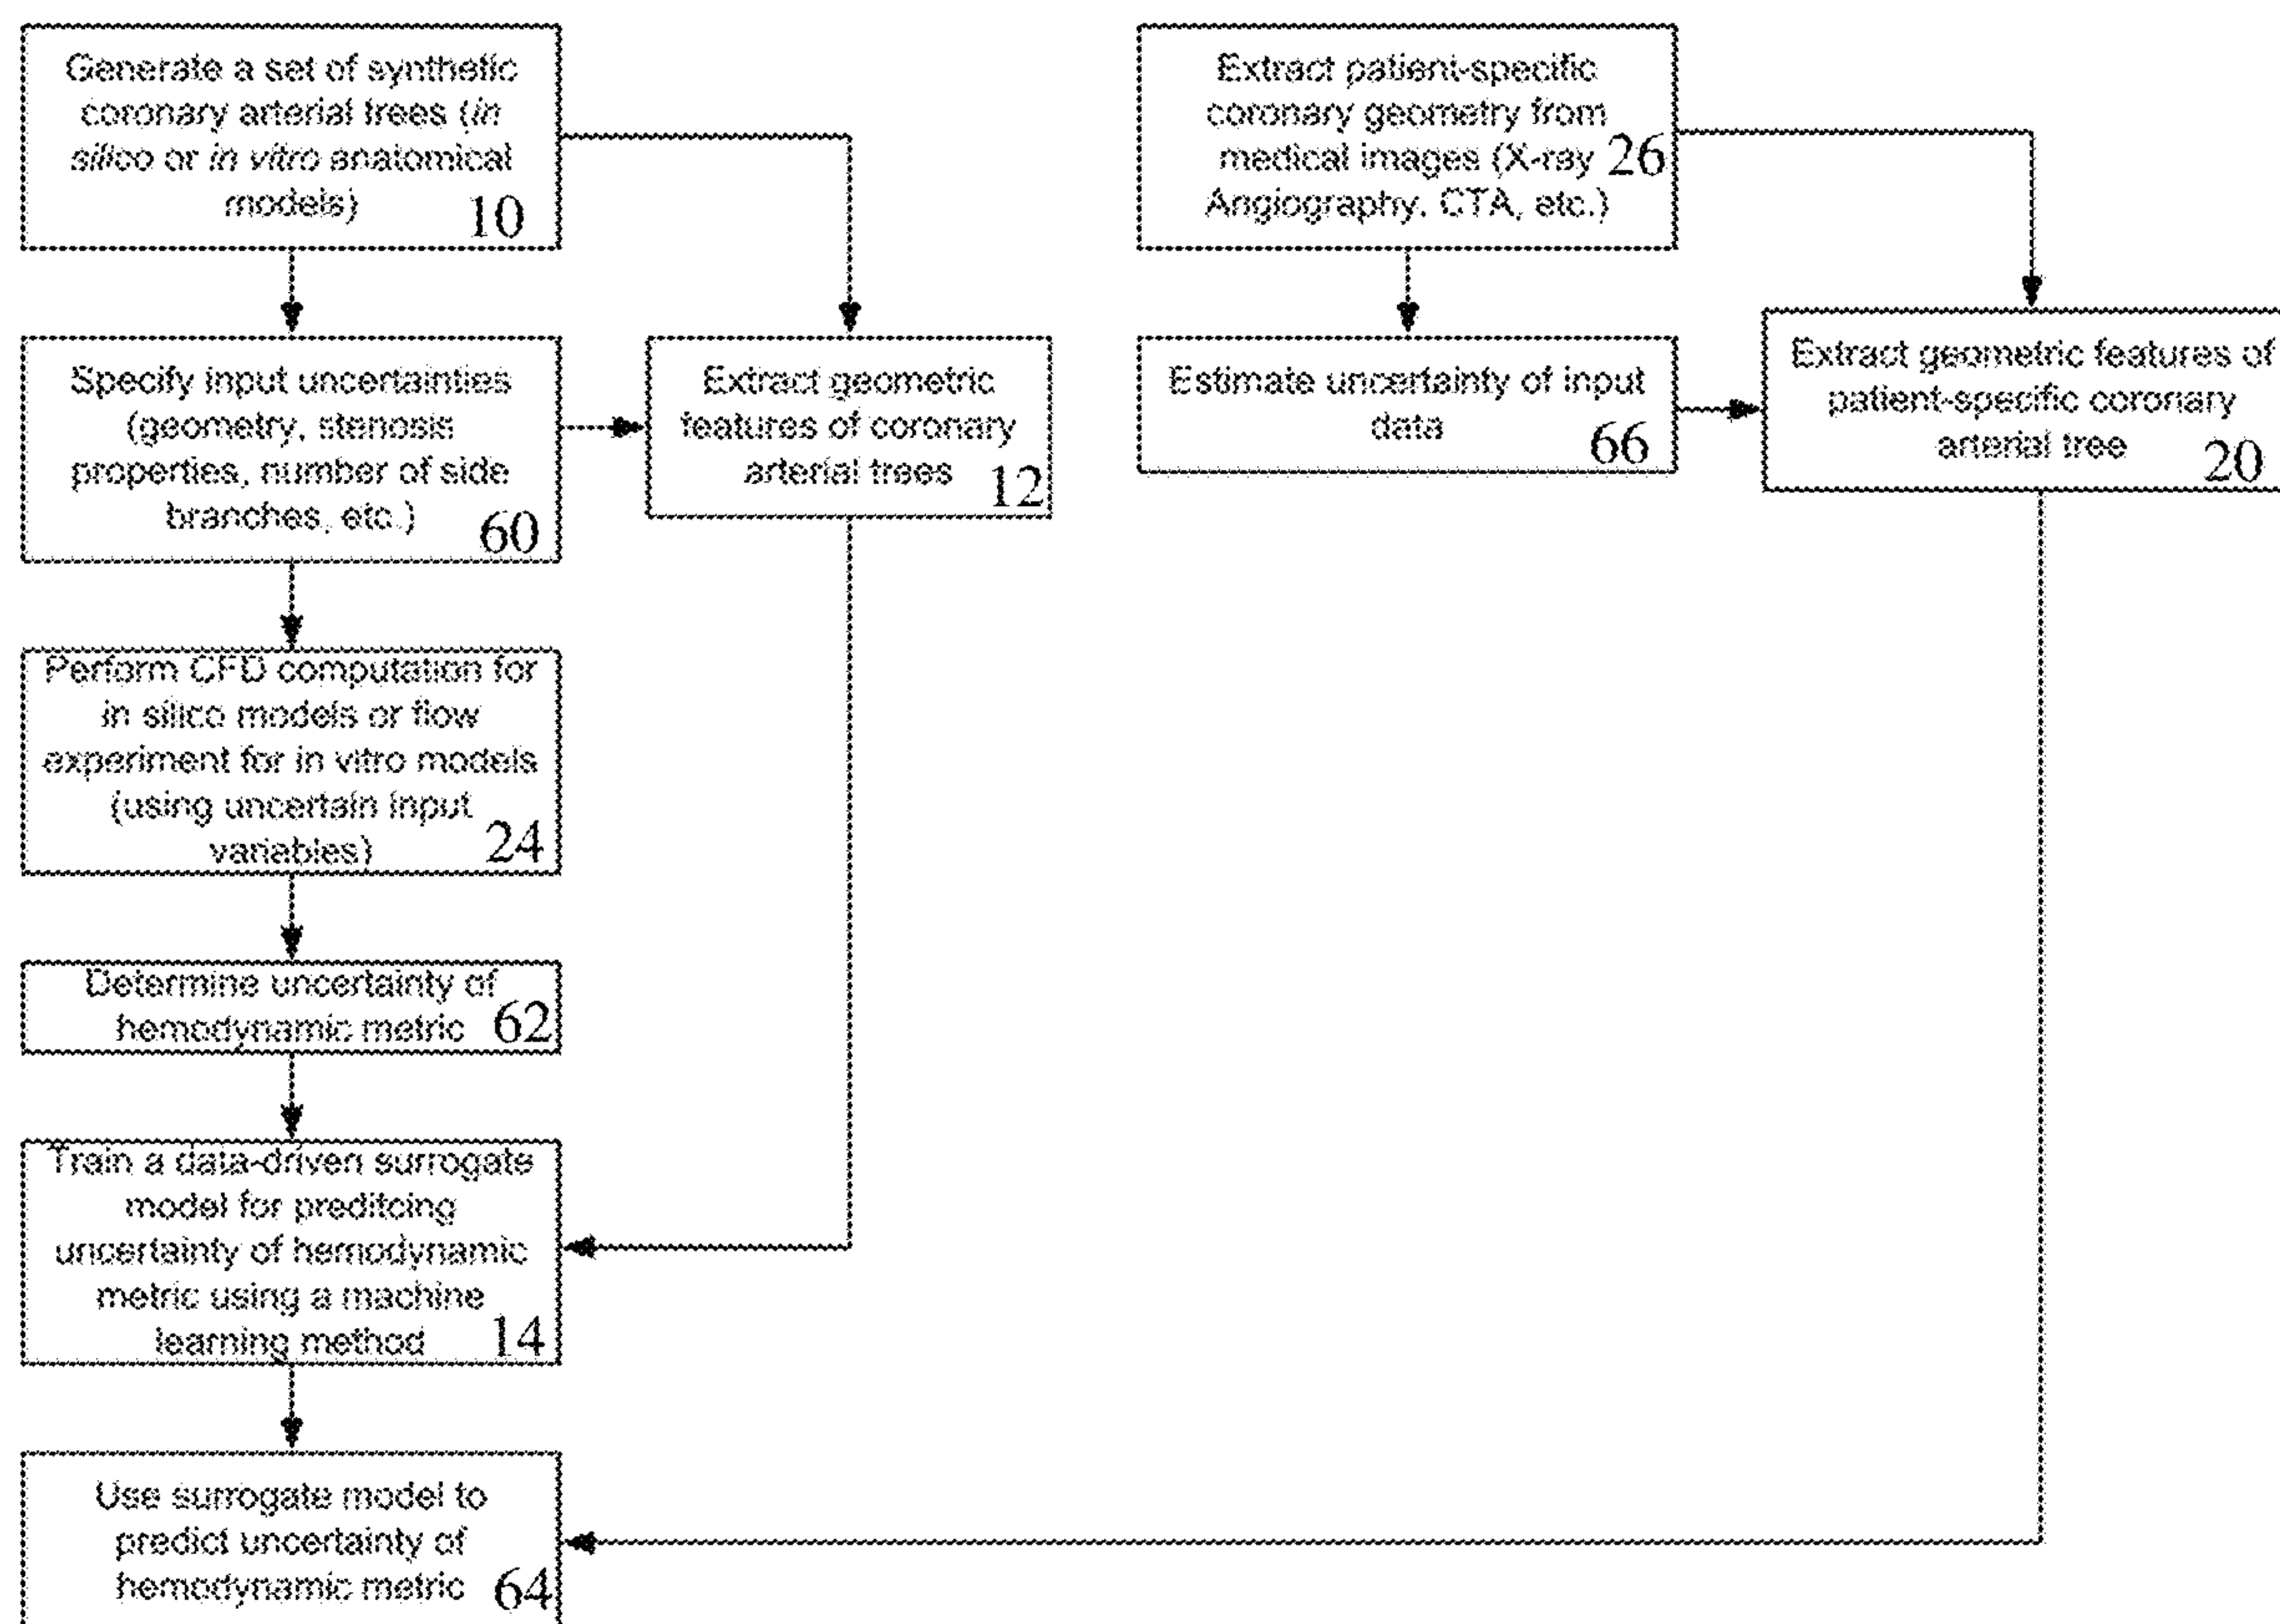 Generate a set of synthetic
coronary arterial trees (in
silico or in vitro anatomical
models)
10
Specify input uncertainties
(geometry, stenosis
properties, number of side
branches, etc.)
60
Extract geometric
features of coronary
arterial trees
12
Perform CFD computation for
in silico models or flow
experiment for in vitro models
(using uncertain input
variables)
24
Determine uncertainty of
hemodynamic metric
62
Train a data-driven surrogate
model for preditcing
uncertainty of hemodynamic
metric using a machine
learning method
14
Use surrogate model to
predict uncertainty of
hemodynamic metric
64
Extract patient-specific
coronary geometry from
medical images (X-ray
Angiography, CTA, etc.)
26
Estimate uncertainty of input
data
66
Extract geometric features of
patient-specific coronary
arterial tree
20